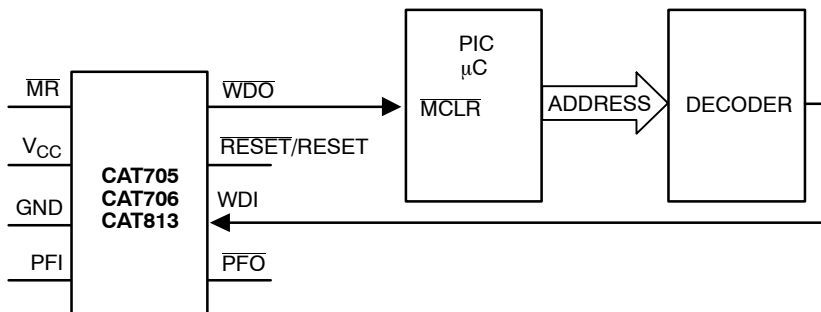 PIC
μC
MCLR
ADDRESS
DECODER
MR
WDO
VCC
RESET/RESET
CAT705
CAT706
CAT813
GND
WDI
PFI
PFO